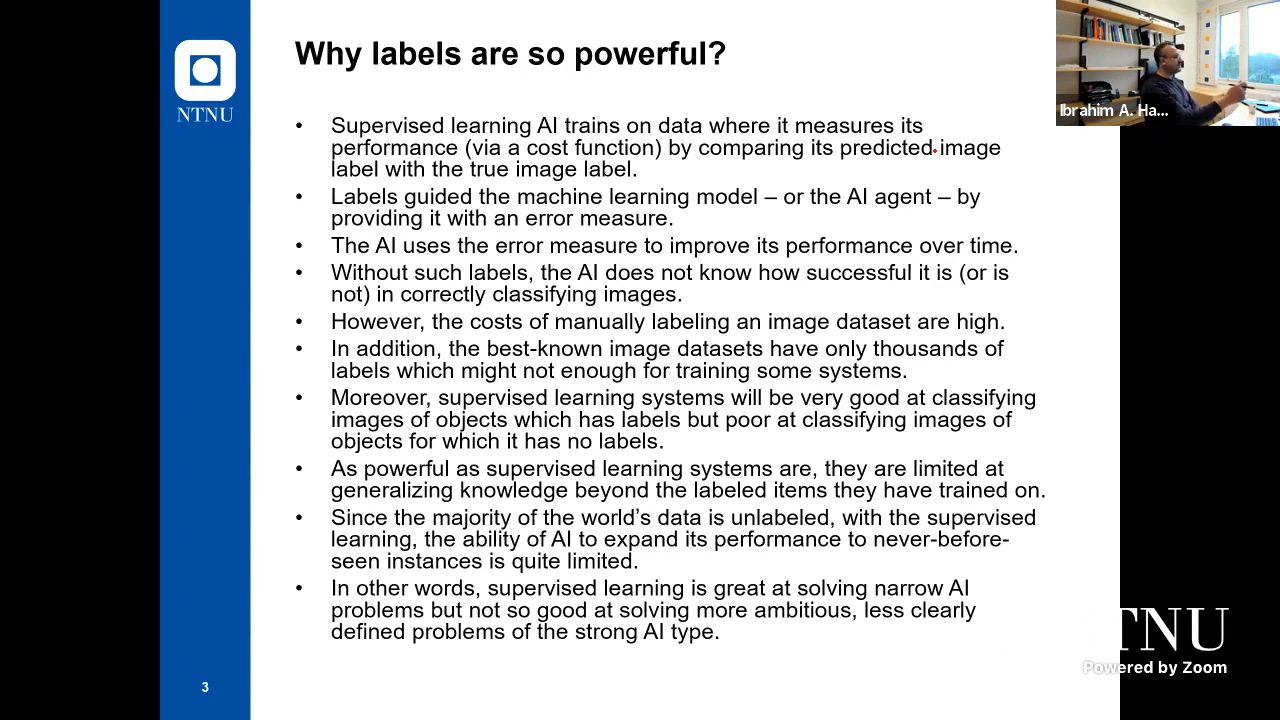 Why labels are so powerful?
NTNU
Ibrahim A. Ha...
• Supervised learning AI trains on data where it measures its
performance (via a cost function) by comparing its predicted image
label with the true image label.
• Labels guided the machine learning model – or the AI agent – by
providing it with an error measure.
• The AI uses the error measure to improve its performance over time.
• Without such labels, the AI does not know how successful it is (or is
not) in correctly classifying images.
• However, the costs of manually labeling an image dataset are high.
• In addition, the best-known image datasets have only thousands of
labels which might not enough for training some systems.
• Moreover, supervised learning systems will be very good at classifying
images of objects which has labels but poor at classifying images of
objects for which it has no labels.
• As powerful as supervised learning systems are, they are limited at
generalizing knowledge beyond the labeled items they have trained on.
• Since the majority of the world’s data is unlabeled, with the supervised
learning, the ability of AI to expand its performance to never-before-
seen instances is quite limited.
• In other words, supervised learning is great at solving narrow AI
problems but not so good at solving more ambitious, less clearly
defined problems of the strong AI type.
TNU
Powered by Zoom
3